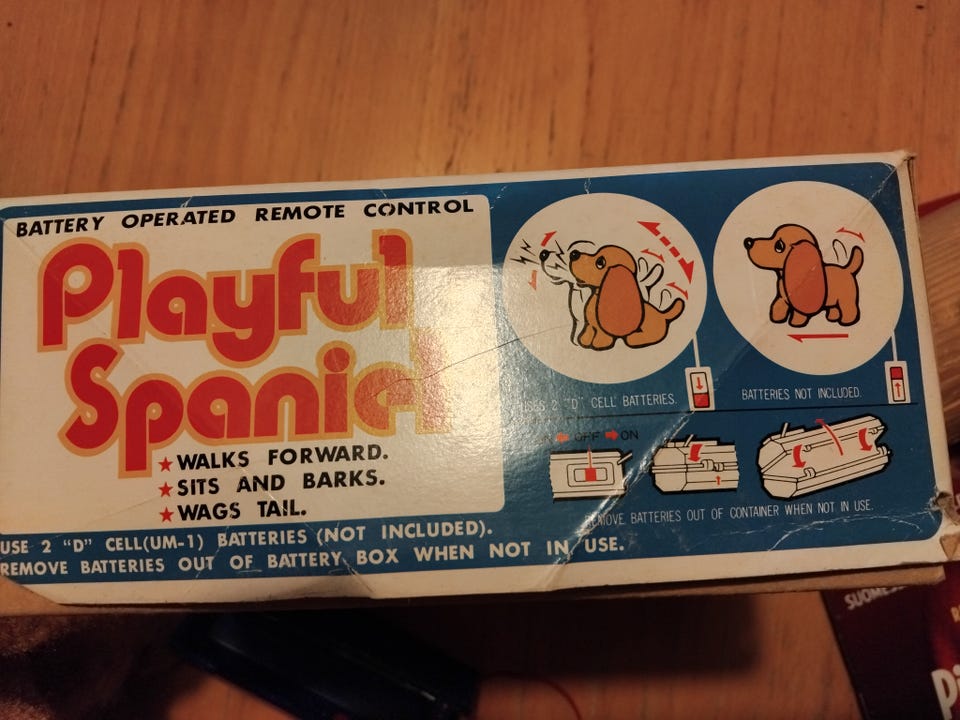 BATTERY OPERATED REMOTE CONTROL
Playful
Spaniel
★WALKS FORWARD.
★SITS AND BARKS.
★WAGS TAIL.
USE 2 "D" CELL(UM-1) BATTERIES (NOT INCLUDED).
REMOVE BATTERIES OUT OF BATTERY BOX WHEN NOT IN USE.
USES 2 "D" CELL BATTERIES.
BATTERIES NOT INCLUDED.
OFF ON
REMOVE BATTERIES OUT OF CONTAINER WHEN NOT IN USE.